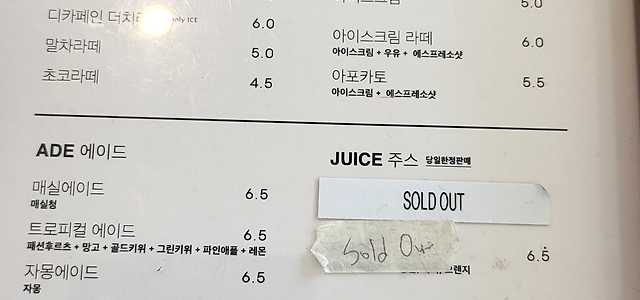 디카페인 더치 only ICE 6.0
말차라떼 5.0
초코라떼 4.5
5.0
아이스크림 라떼 6.0
아이스크림 + 우유 + 에스프레소샷
아포카토 5.5
아이스크림 + 에스프레소샷
ADE 에이드
매실에이드 6.5
매실청
트로피컬 에이드 6.5
패션후르츠 + 망고 + 골드키위 + 그린키위 + 파인애플 + 레몬
자몽에이드 6.5
자몽
JUICE 주스 당일한정판매
SOLD OUT
Sold Out
6.5